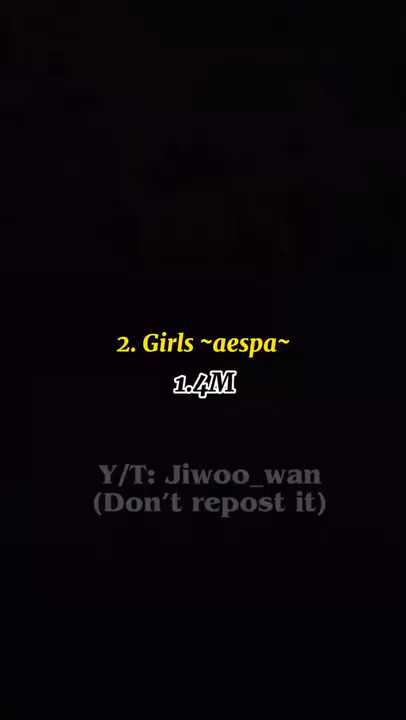 2. Girls ~aespa~
1.4M
Y/T: Jiwoo_wan
(Don't repost it)